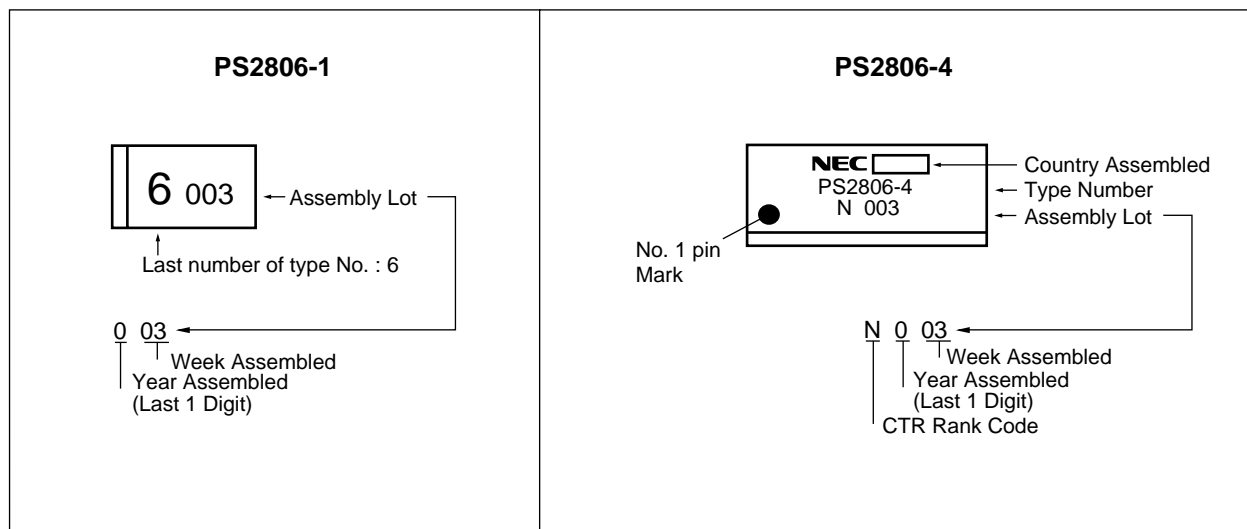 PS2806-1
6 003
Assembly Lot
Last number of type No. : 6
0 03
Week Assembled
Year Assembled
(Last 1 Digit)
PS2806-4
NEC
Country Assembled
PS2806-4
Type Number
N 003
Assembly Lot
No. 1 pin
Mark
N 0 03
Week Assembled
Year Assembled
(Last 1 Digit)
CTR Rank Code